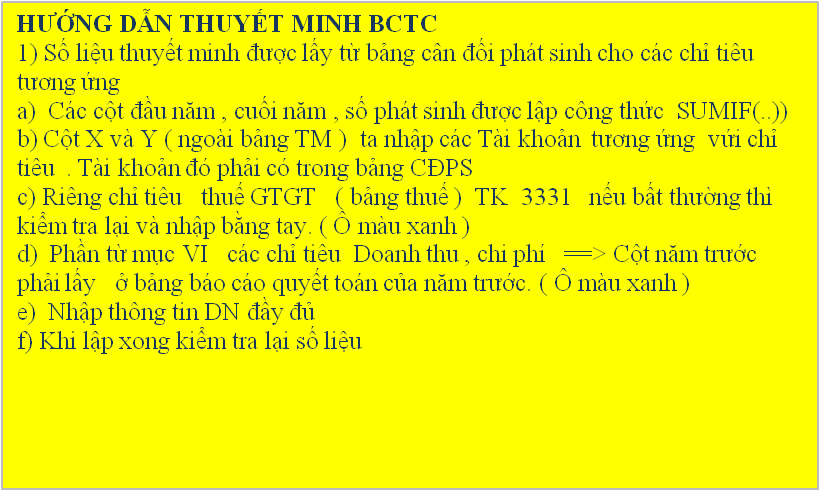 HƯỚNG DẪN THUYẾT MINH BCTC
1) Số liệu thuyết minh được lấy từ bảng cân đối phát sinh cho các chỉ tiêu
tương ứng
a)  Các cột đầu năm , cuối năm , số phát sinh được lập công thức  SUMIF(..))
b) Cột X và Y ( ngoài bảng TM )  ta nhập các Tài khoản  tương ứng  vứi chỉ
tiêu  . Tài khoản đó phải có trong bảng CĐPS
c) Riêng chỉ tiêu   thuế GTGT   ( bảng thuế )  TK  3331   nếu bất thường thì
kiểm tra lại và nhập bằng tay. ( Ồ màu xanh )
d)  Phần từ mục VI   các chỉ tiêu  Doanh thu , chi phí   ==> Cột năm trước
phải lấy   ở bảng báo cáo quyết toán của năm trước. ( Ô màu xanh )
e)  Nhập thông tin DN đầy đủ
f) Khi lập xong kiểm tra lại số liệu